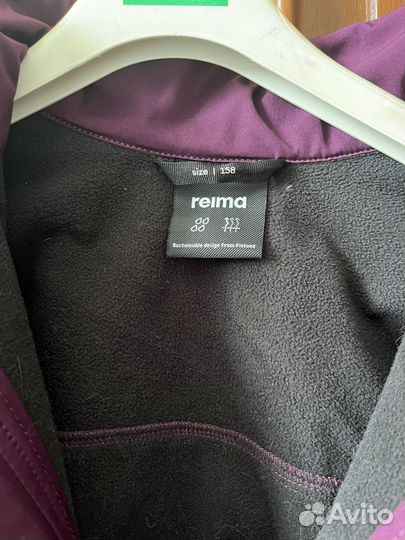 size | 158
reima
Sustainable design from Finland
Avito